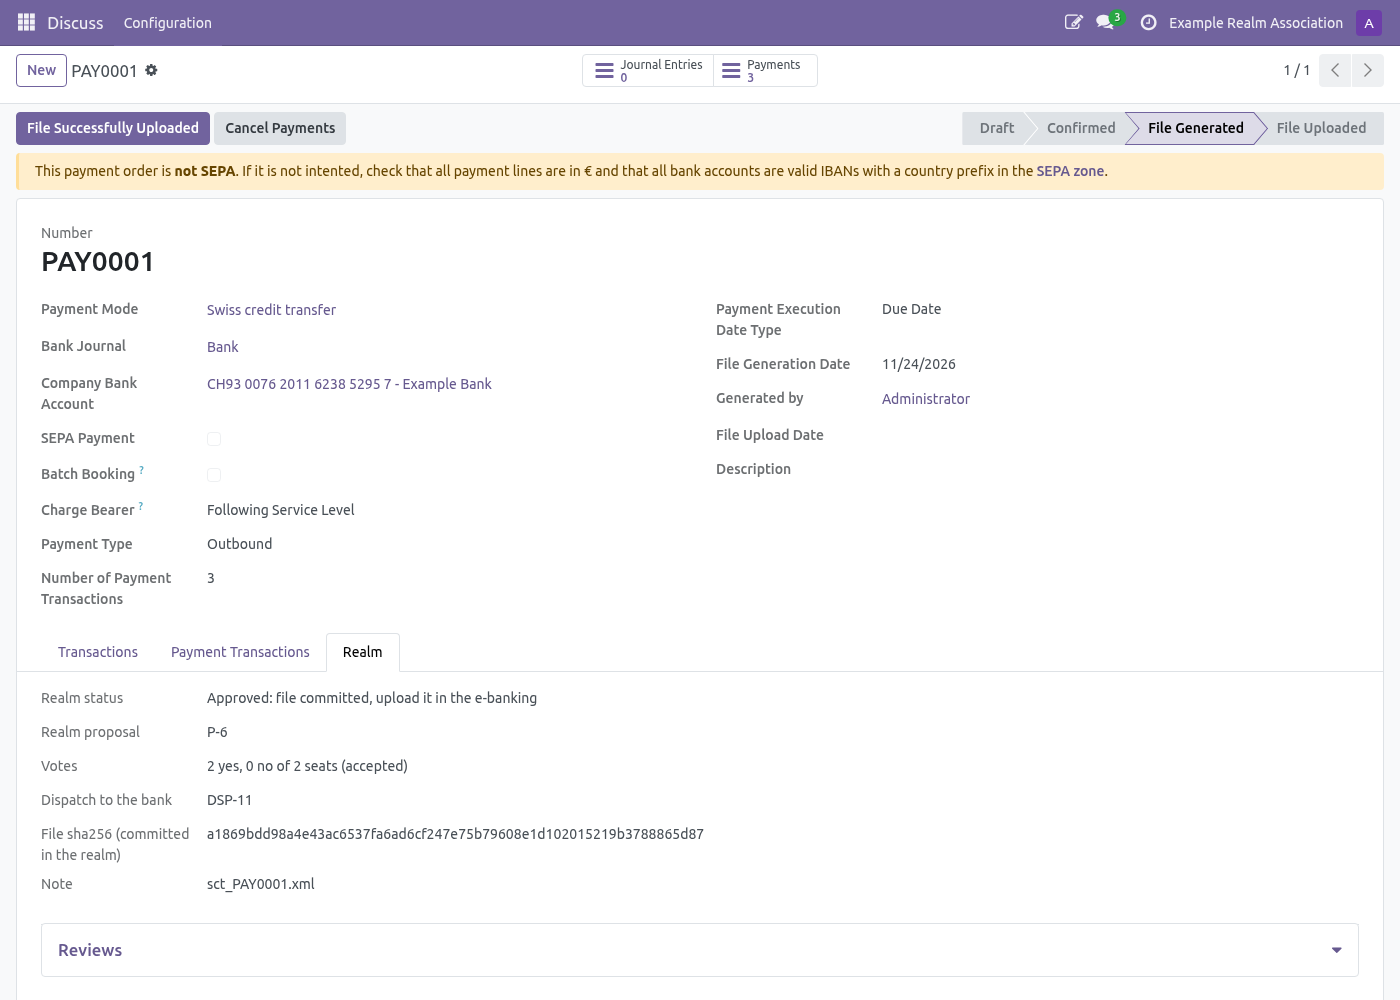 Discuss Configuration 3 Example Realm Association A
New PAY0001 Journal Entries 0 Payments 3 1 / 1
File Successfully Uploaded Cancel Payments Draft Confirmed File Generated File Uploaded
This payment order is not SEPA. If it is not intented, check that all payment lines are in € and that all bank accounts are valid IBANs with a country prefix in the SEPA zone.
Number
PAY0001
Payment Mode Swiss credit transfer
Bank Journal Bank
Company Bank Account CH93 0076 2011 6238 5295 7 - Example Bank
SEPA Payment
Batch Booking ?
Charge Bearer ? Following Service Level
Payment Type Outbound
Number of Payment Transactions 3
Payment Execution Date Type Due Date
File Generation Date 11/24/2026
Generated by Administrator
File Upload Date
Description
Transactions Payment Transactions Realm
Realm status Approved: file committed, upload it in the e-banking
Realm proposal P-6
Votes 2 yes, 0 no of 2 seats (accepted)
Dispatch to the bank DSP-11
File sha256 (committed in the realm) a1869bdd98a4e43ac6537fa6ad6cf247e75b79608e1d102015219b3788865d87
Note sct_PAY0001.xml
Reviews